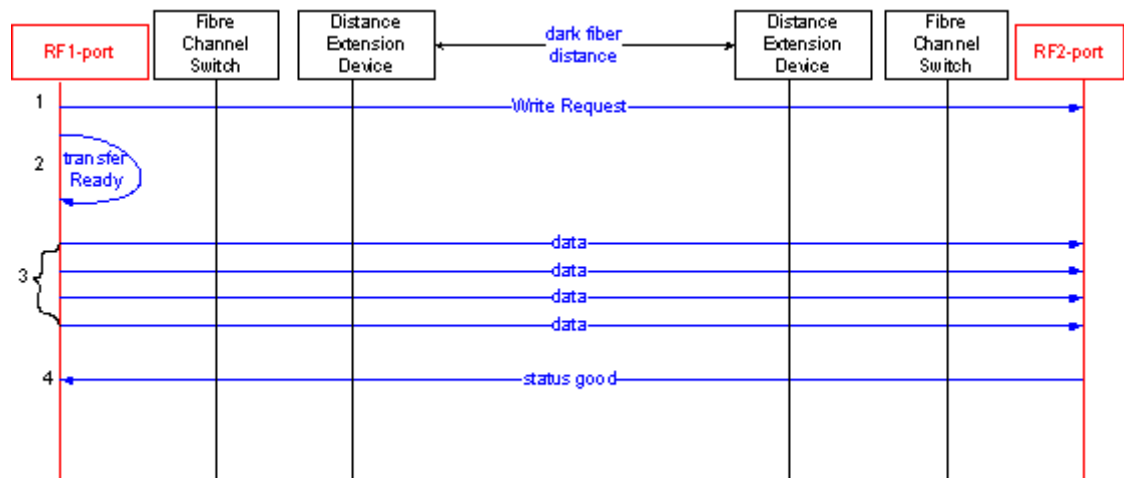 RF1-port
Fibre
Channel
Switch
Distance
Extension
Device
dark fiber
distance
Distance
Extension
Device
Fibre
Channel
Switch
RF2-port
1
Write Request
2
transfer
Ready
3
data
data
data
data
4
status good